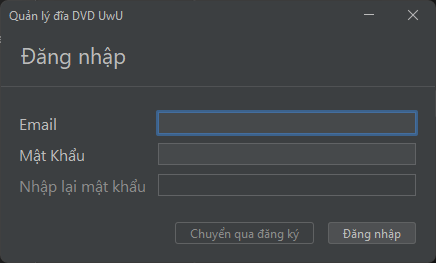 Quản lý đĩa DVD UwU
Đăng nhập
Email
Mật Khẩu
Nhập lại mật khẩu
Chuyển qua đăng ký Đăng nhập